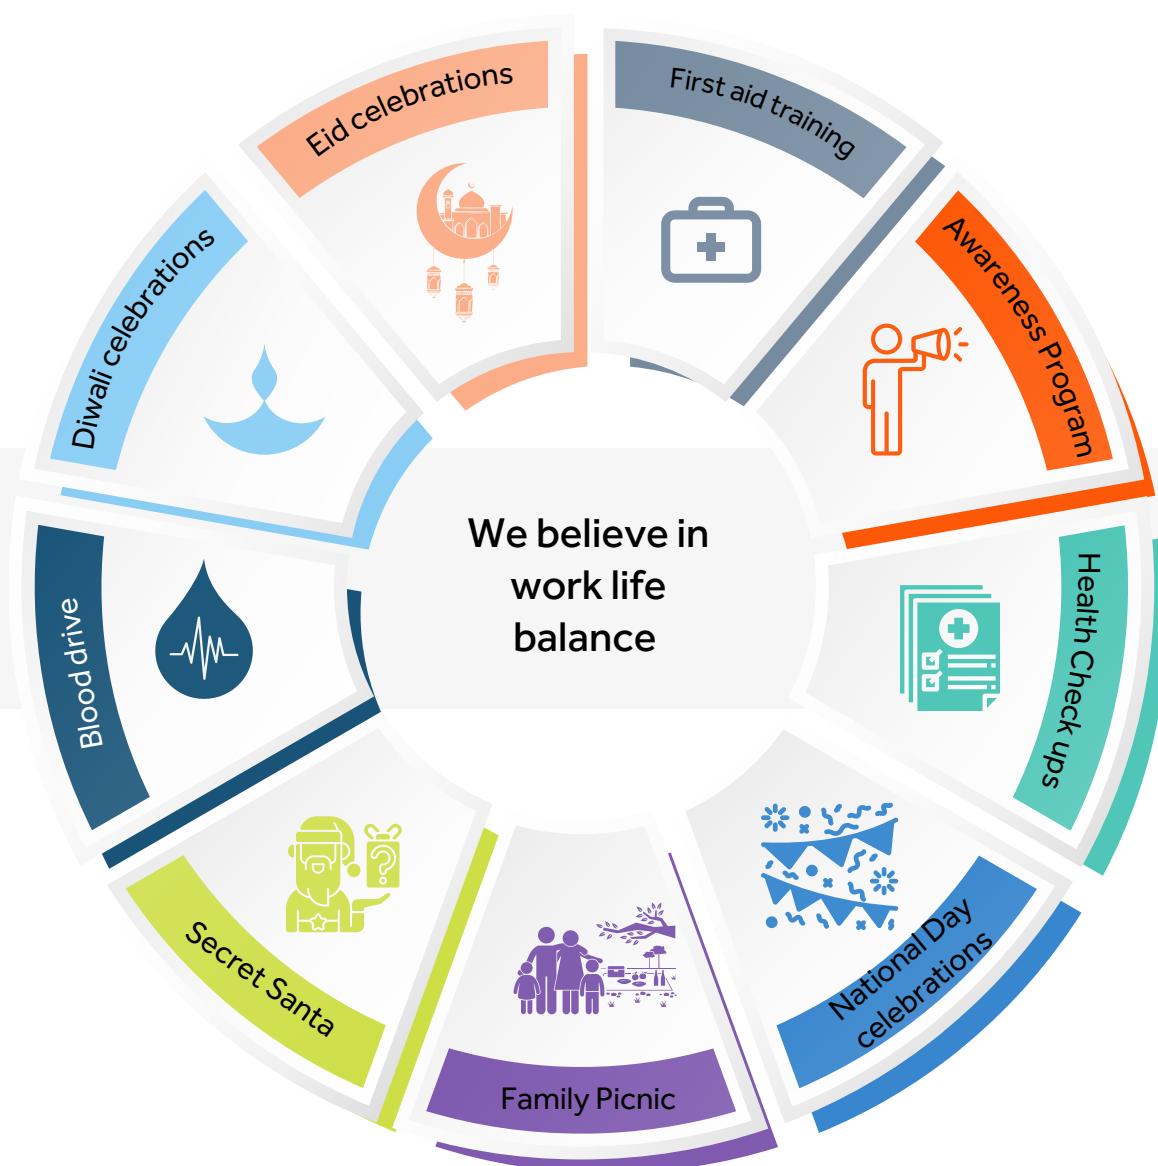 Eid celebrations
First aid training
Awareness Program
Health Check ups
National Day
celebrations
Family Picnic
Secret Santa
Blood drive
Diwali celebrations
We believe in
work life
balance
?